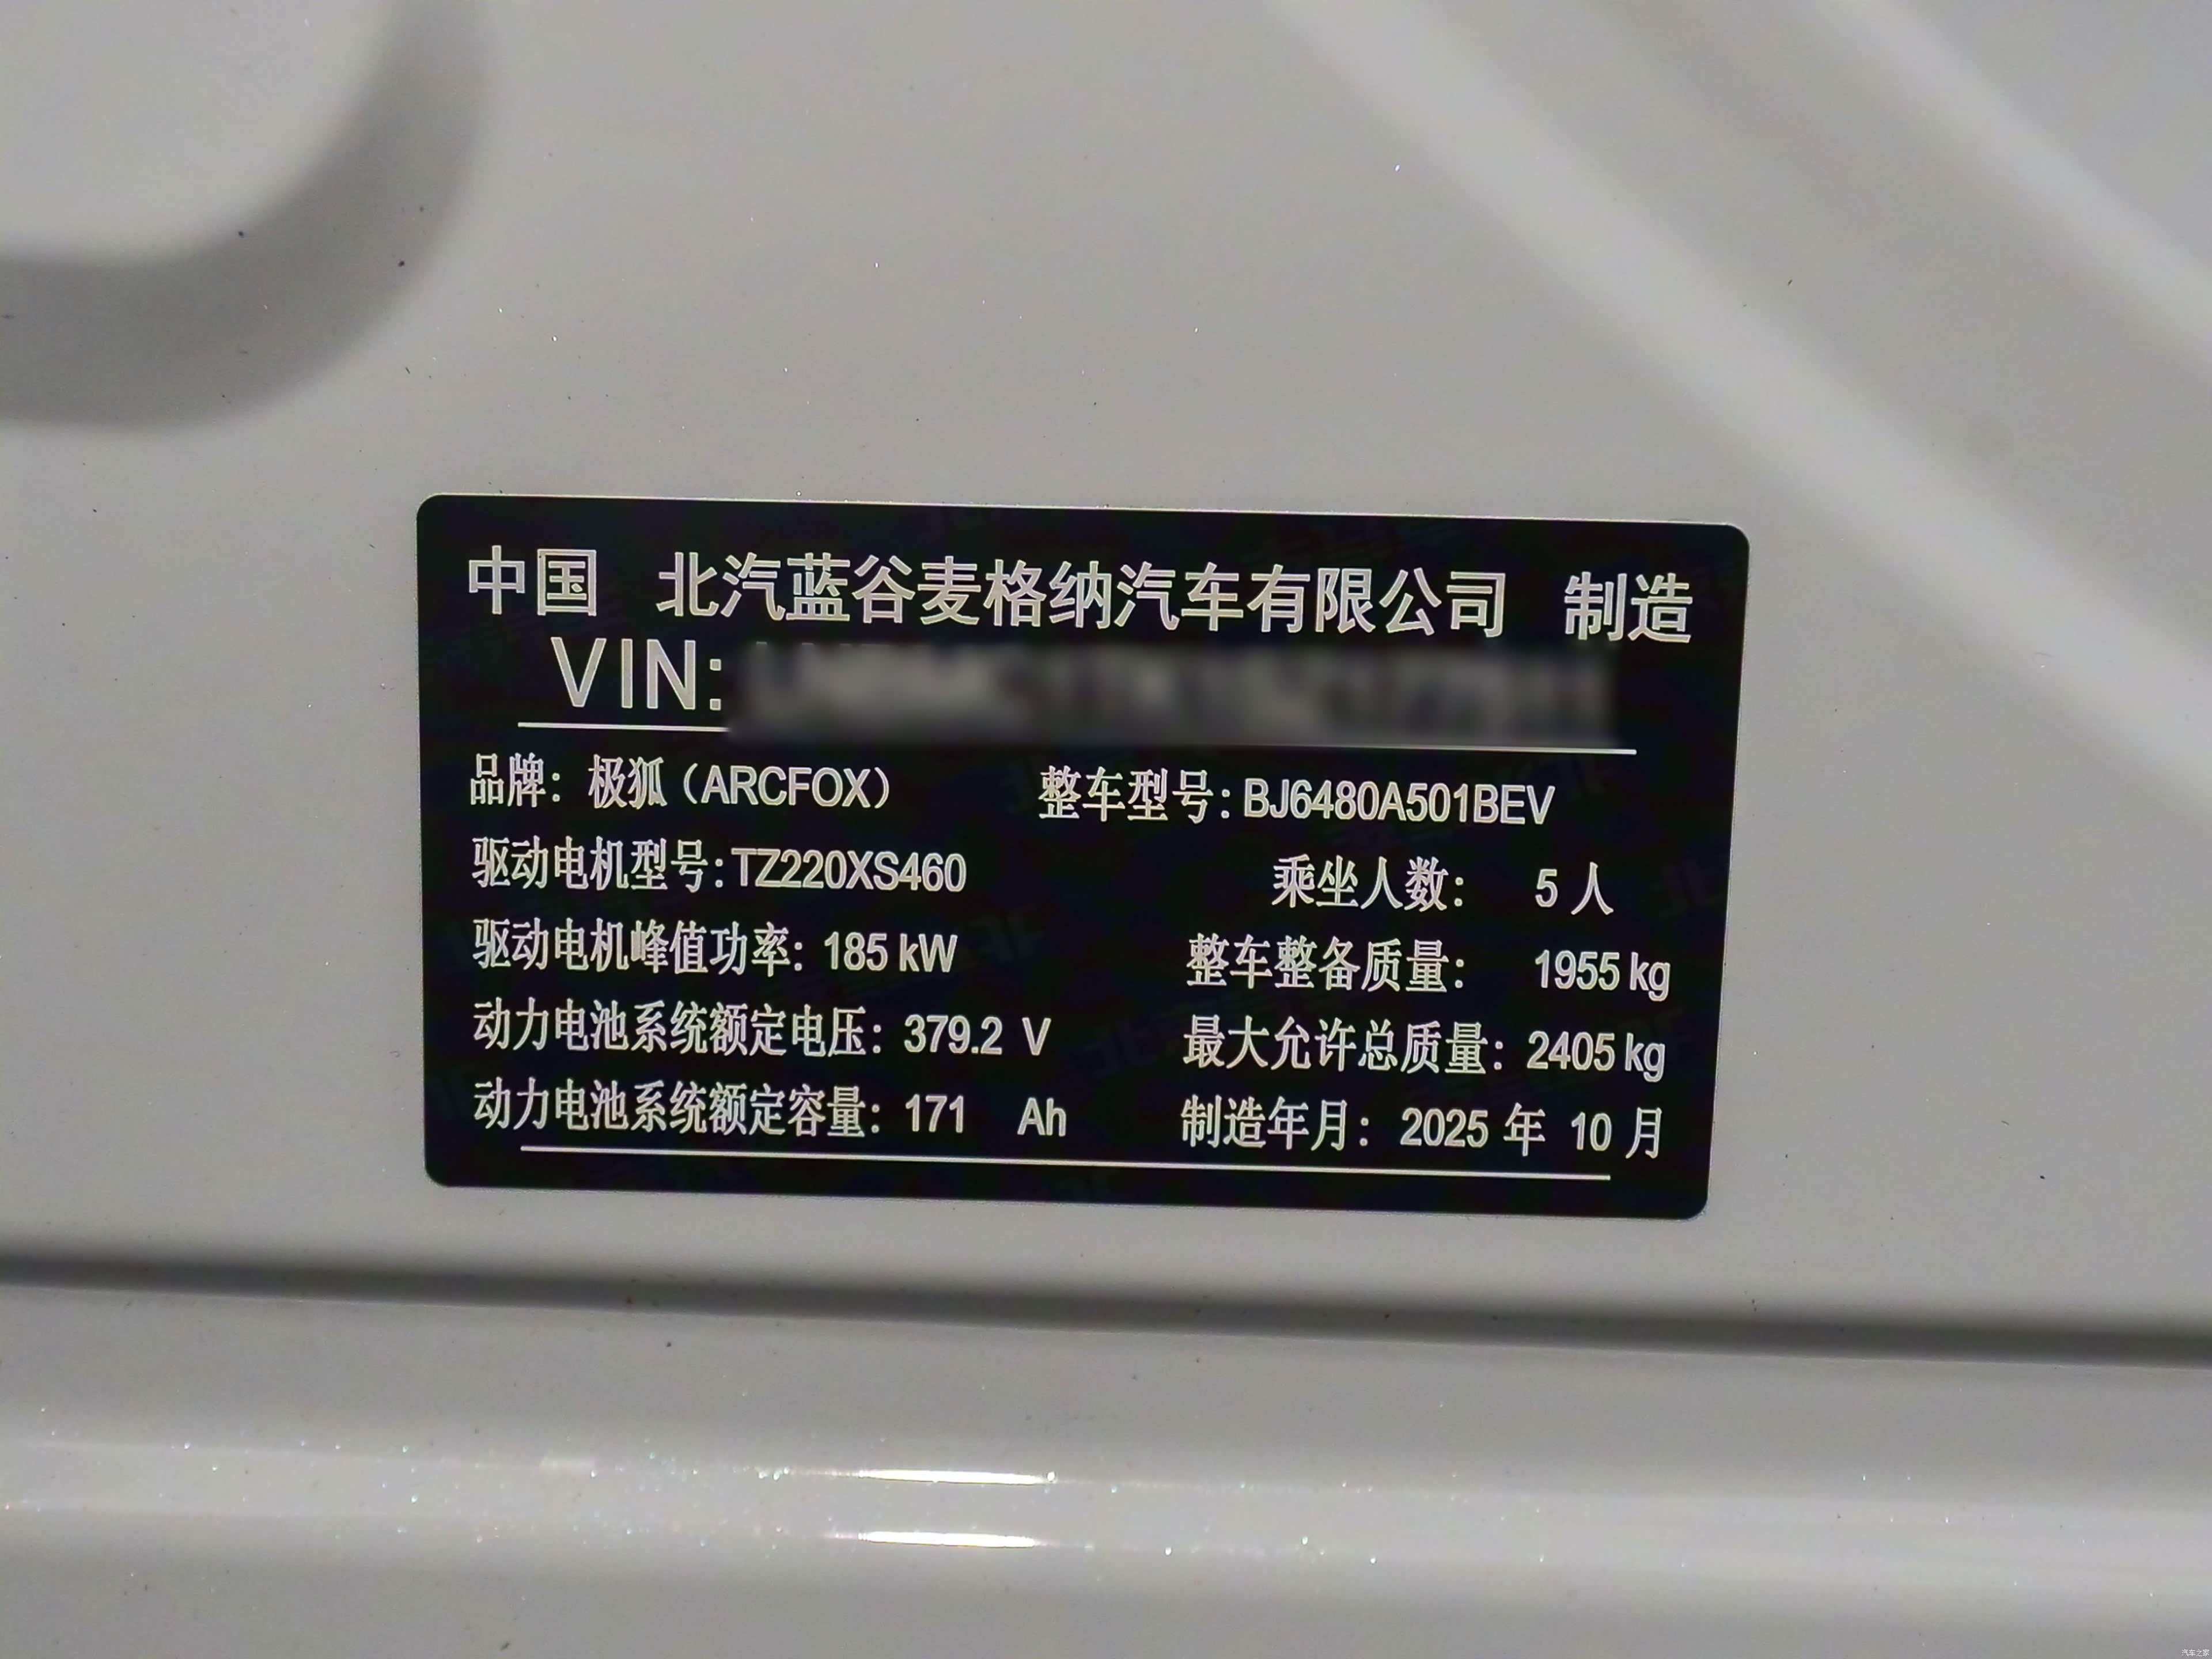 中国 北汽蓝谷麦格纳汽车有限公司 制造
VIN:
品牌：极狐（ARCFOX） 整车型号：BJ6480A501BEV
驱动电机型号：TZ220XS460 乘坐人数： 5 人
驱动电机峰值功率：185 kW 整车整备质量： 1955 kg
动力电池系统额定电压：379.2 V 最大允许总质量：2405 kg
动力电池系统额定容量：171 Ah 制造年月：2025 年 10 月
汽车之家